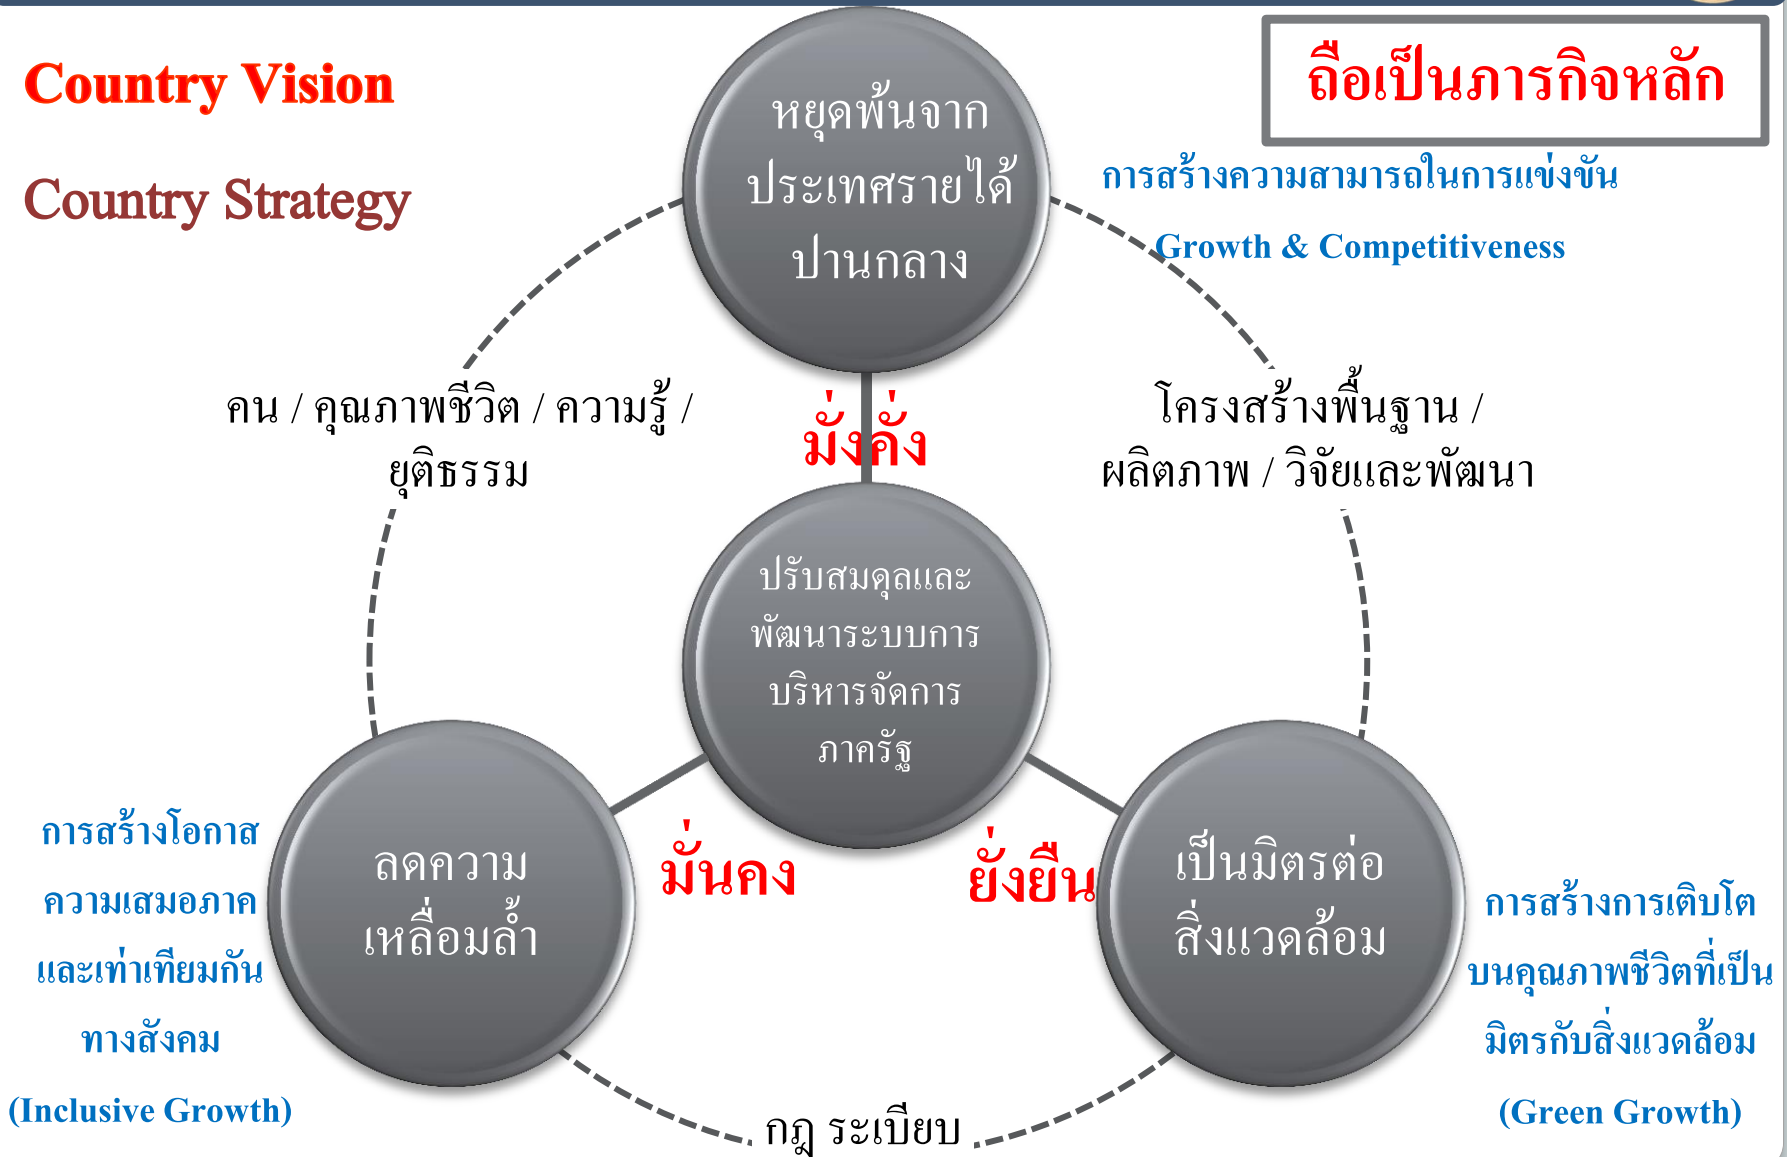 Country Vision
Country Strategy
ถือเป็นภารกิจหลัก
หยุดพ้นจาก
ประเทศรายได้
ปานกลาง
การสร้างความสามารถในการแข่งขัน
Growth & Competitiveness
คน / คุณภาพชีวิต / ความรู้ /
ยุติธรรม
มั่งคั่ง
โครงสร้างพื้นฐาน /
ผลิตภาพ / วิจัยและพัฒนา
ปรับสมดุลและ
พัฒนาระบบการ
บริหารจัดการ
ภาครัฐ
การสร้างโอกาส
ความเสมอภาค
และเท่าเทียมกัน
ทางสังคม
(Inclusive Growth)
ลดความ
เหลื่อมล้ำ
มั่นคง
ยั่งยืน
เป็นมิตรต่อ
สิ่งแวดล้อม
การสร้างการเติบโต
บนคุณภาพชีวิตที่เป็น
มิตรกับสิ่งแวดล้อม
(Green Growth)
กฎ ระเบียบ